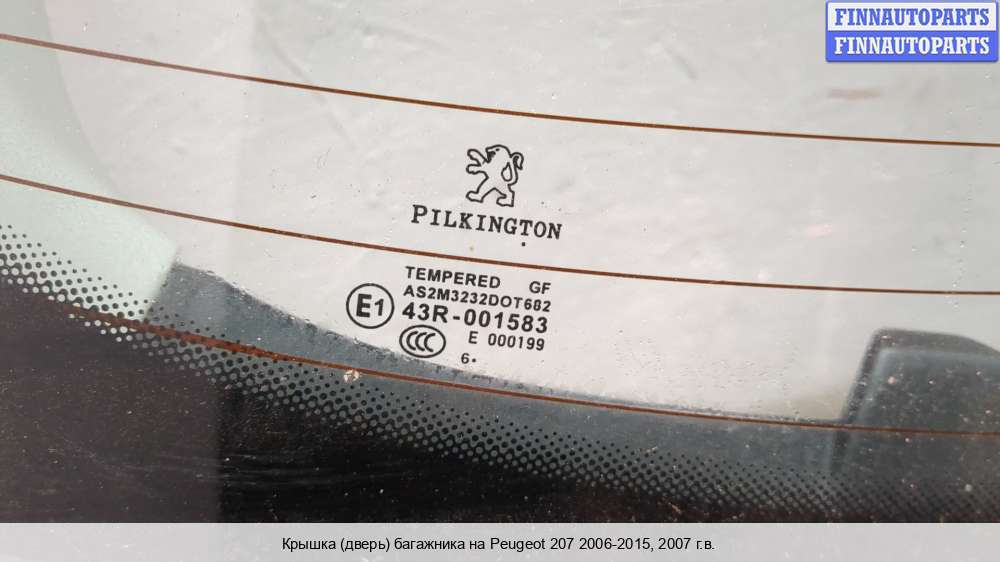 FINNAUTOPARTS
FINNAUTOPARTS
PILKINGTON
TEMPERED GF
AS2M3232DOT682
E1 43R-001583
CCC E 000199
6•
Крышка (дверь) багажника на Peugeot 207 2006-2015, 2007 г.в.